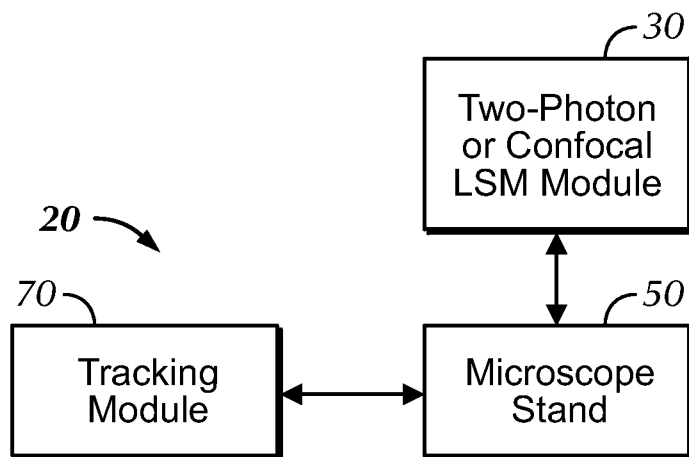 30
Two-Photon
or Confocal
LSM Module
20
70
Tracking
Module
50
Microscope
Stand